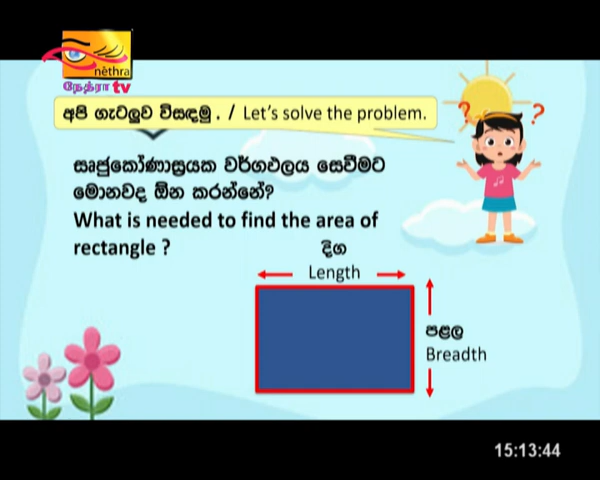 nèthra
நேத்ரா tv
අපි ගැටලුව විසඳමු . / Let's solve the problem.
? ?
සෘජුකෝණාස්‍රයක වර්ගඵලය සෙවීමට
මොනවද ඕන කරන්නේ?
What is needed to find the area of
rectangle ?
දිග
Length
පළල
Breadth
15:13:44